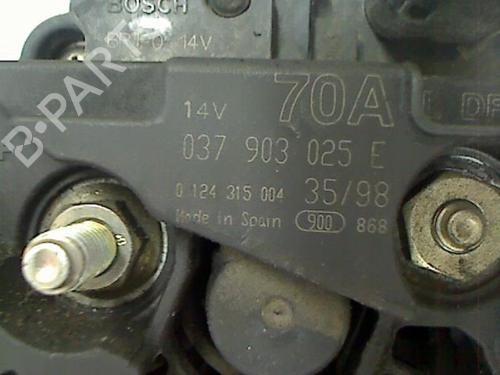 BOSCH
14V
14V 70A
037 903 025 E
0 124 315 004 35/98
Made in Spain 900 868
B-PARTS